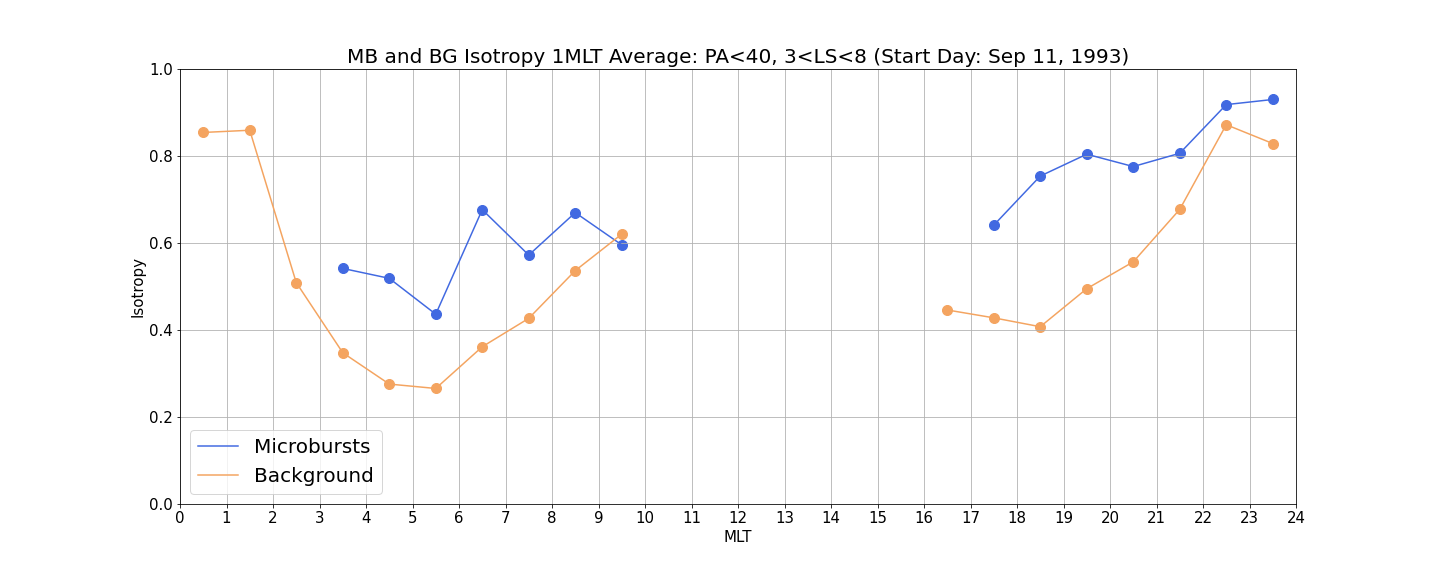 MB and BG Isotropy 1MLT Average: PA<40, 3<LS<8 (Start Day: Sep 11, 1993)
1.0
0.8
0.6
0.4
0.2
0.0
Isotropy
Microbursts
Background
0 1 2 3 4 5 6 7 8 9 10 11 12 13 14 15 16 17 18 19 20 21 22 23 24
MLT